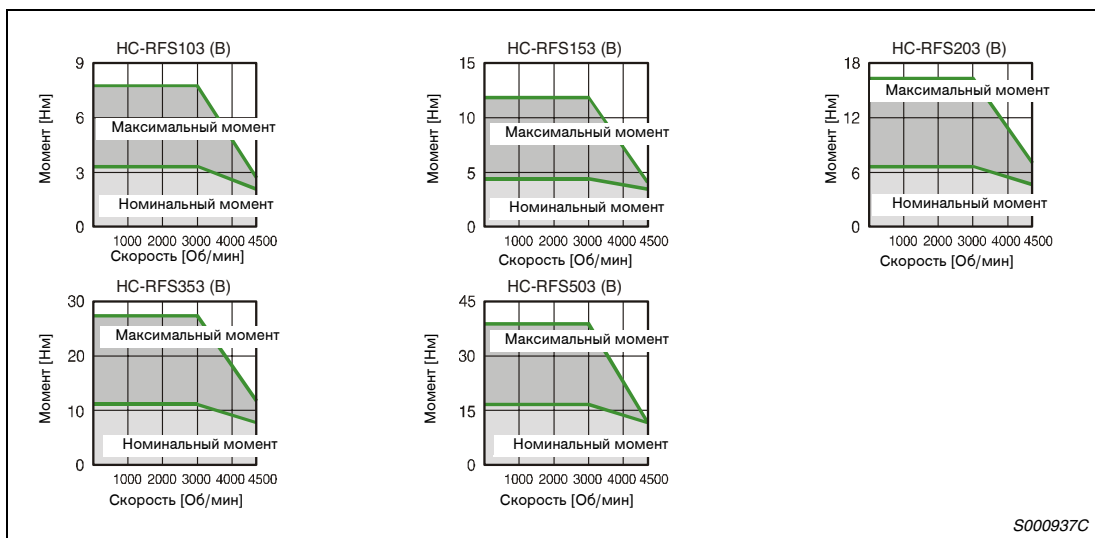 HC-RFS103 (B)
Момент [Нм]
9
6
3
0
Максимальный момент
Номинальный момент
1000 2000 3000 4000 4500
Скорость [Об/мин]
HC-RFS153 (B)
Момент [Нм]
15
10
5
0
Максимальный момент
Номинальный момент
1000 2000 3000 4000 4500
Скорость [Об/мин]
HC-RFS203 (B)
Момент [Нм]
18
12
6
0
Максимальный момент
Номинальный момент
1000 2000 3000 4000 4500
Скорость [Об/мин]
HC-RFS353 (B)
Момент [Нм]
30
20
10
0
Максимальный момент
Номинальный момент
1000 2000 3000 4000 4500
Скорость [Об/мин]
HC-RFS503 (B)
Момент [Нм]
45
30
15
0
Максимальный момент
Номинальный момент
1000 2000 3000 4000 4500
Скорость [Об/мин]
S000937C